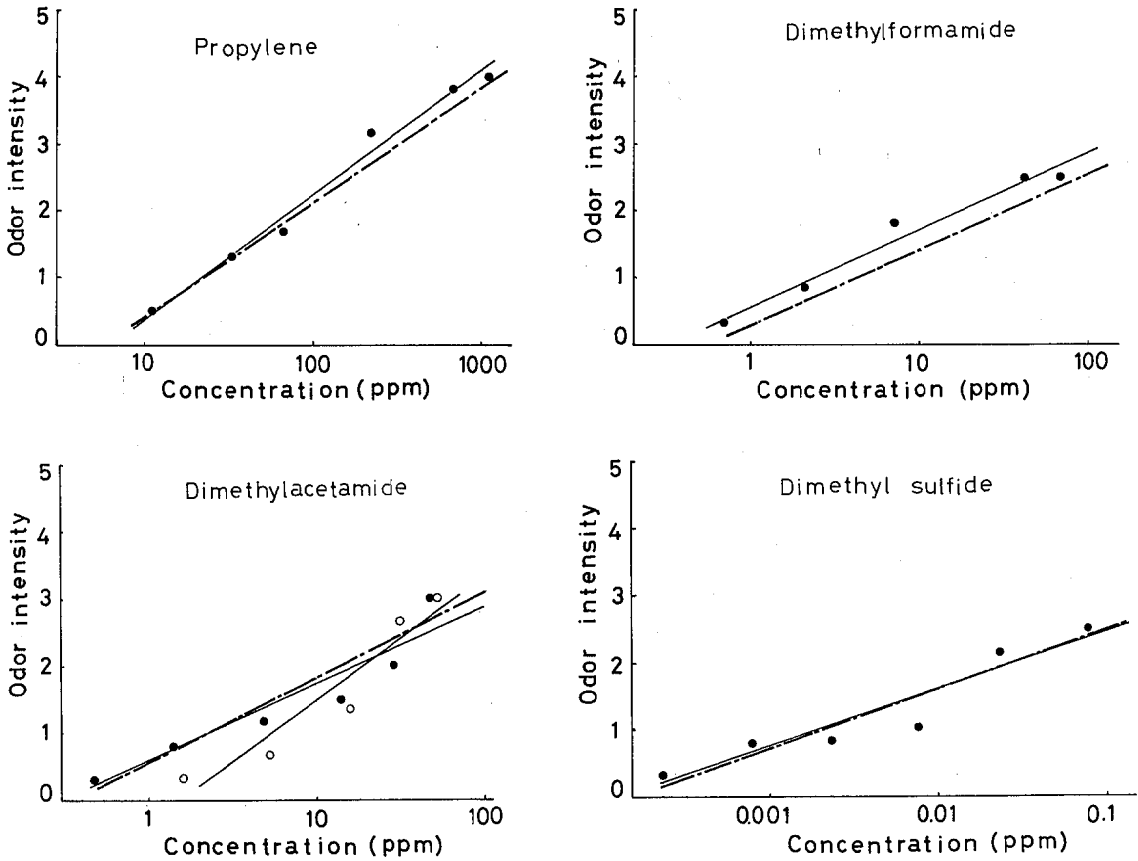 Propylene
Odor intensity
5
4
3
2
1
0
10 100 1000
Concentration (ppm)
Dimethylformamide
Odor intensity
5
4
3
2
1
0
1 10 100
Concentration (ppm)
Dimethylacetamide
Odor intensity
5
4
3
2
1
0
1 10 100
Concentration (ppm)
Dimethyl sulfide
Odor intensity
5
4
3
2
1
0
0.001 0.01 0.1
Concentration (ppm)